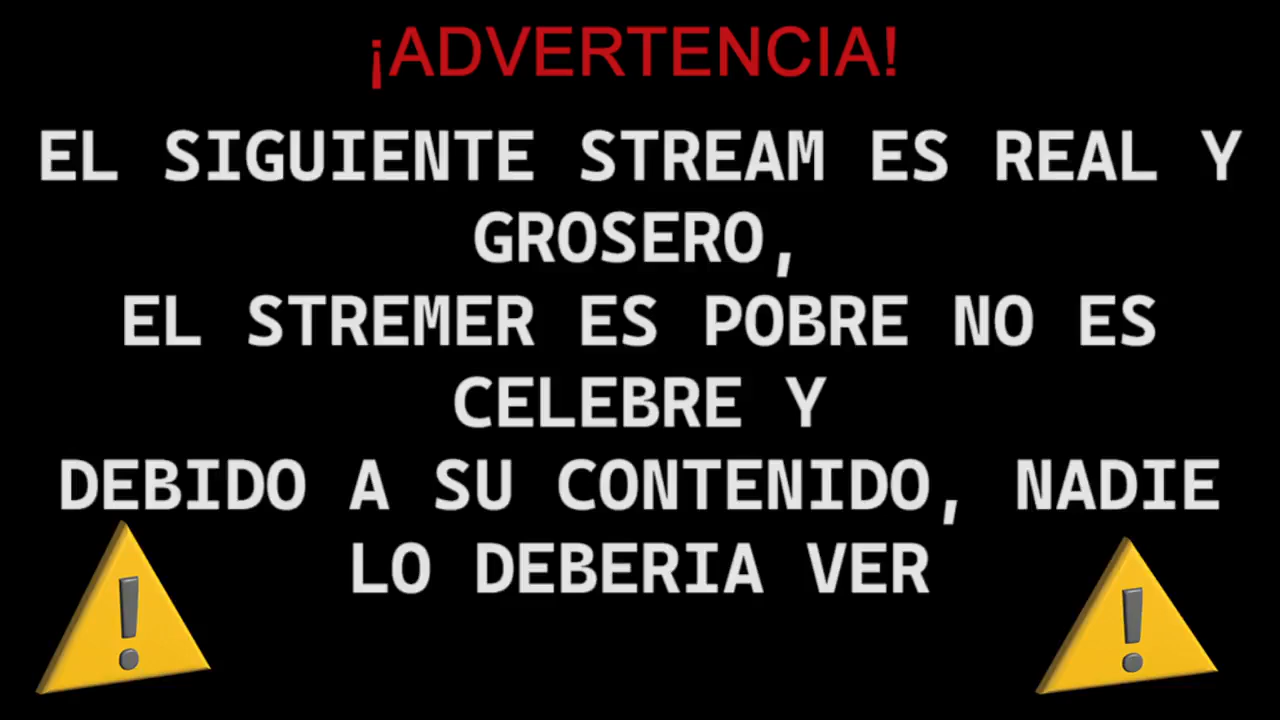 ¡ADVERTENCIA!
EL SIGUIENTE STREAM ES REAL Y
GROSERO,
EL STREMER ES POBRE NO ES
CELEBRE Y
DEBIDO A SU CONTENIDO, NADIE
LO DEBERIA VER